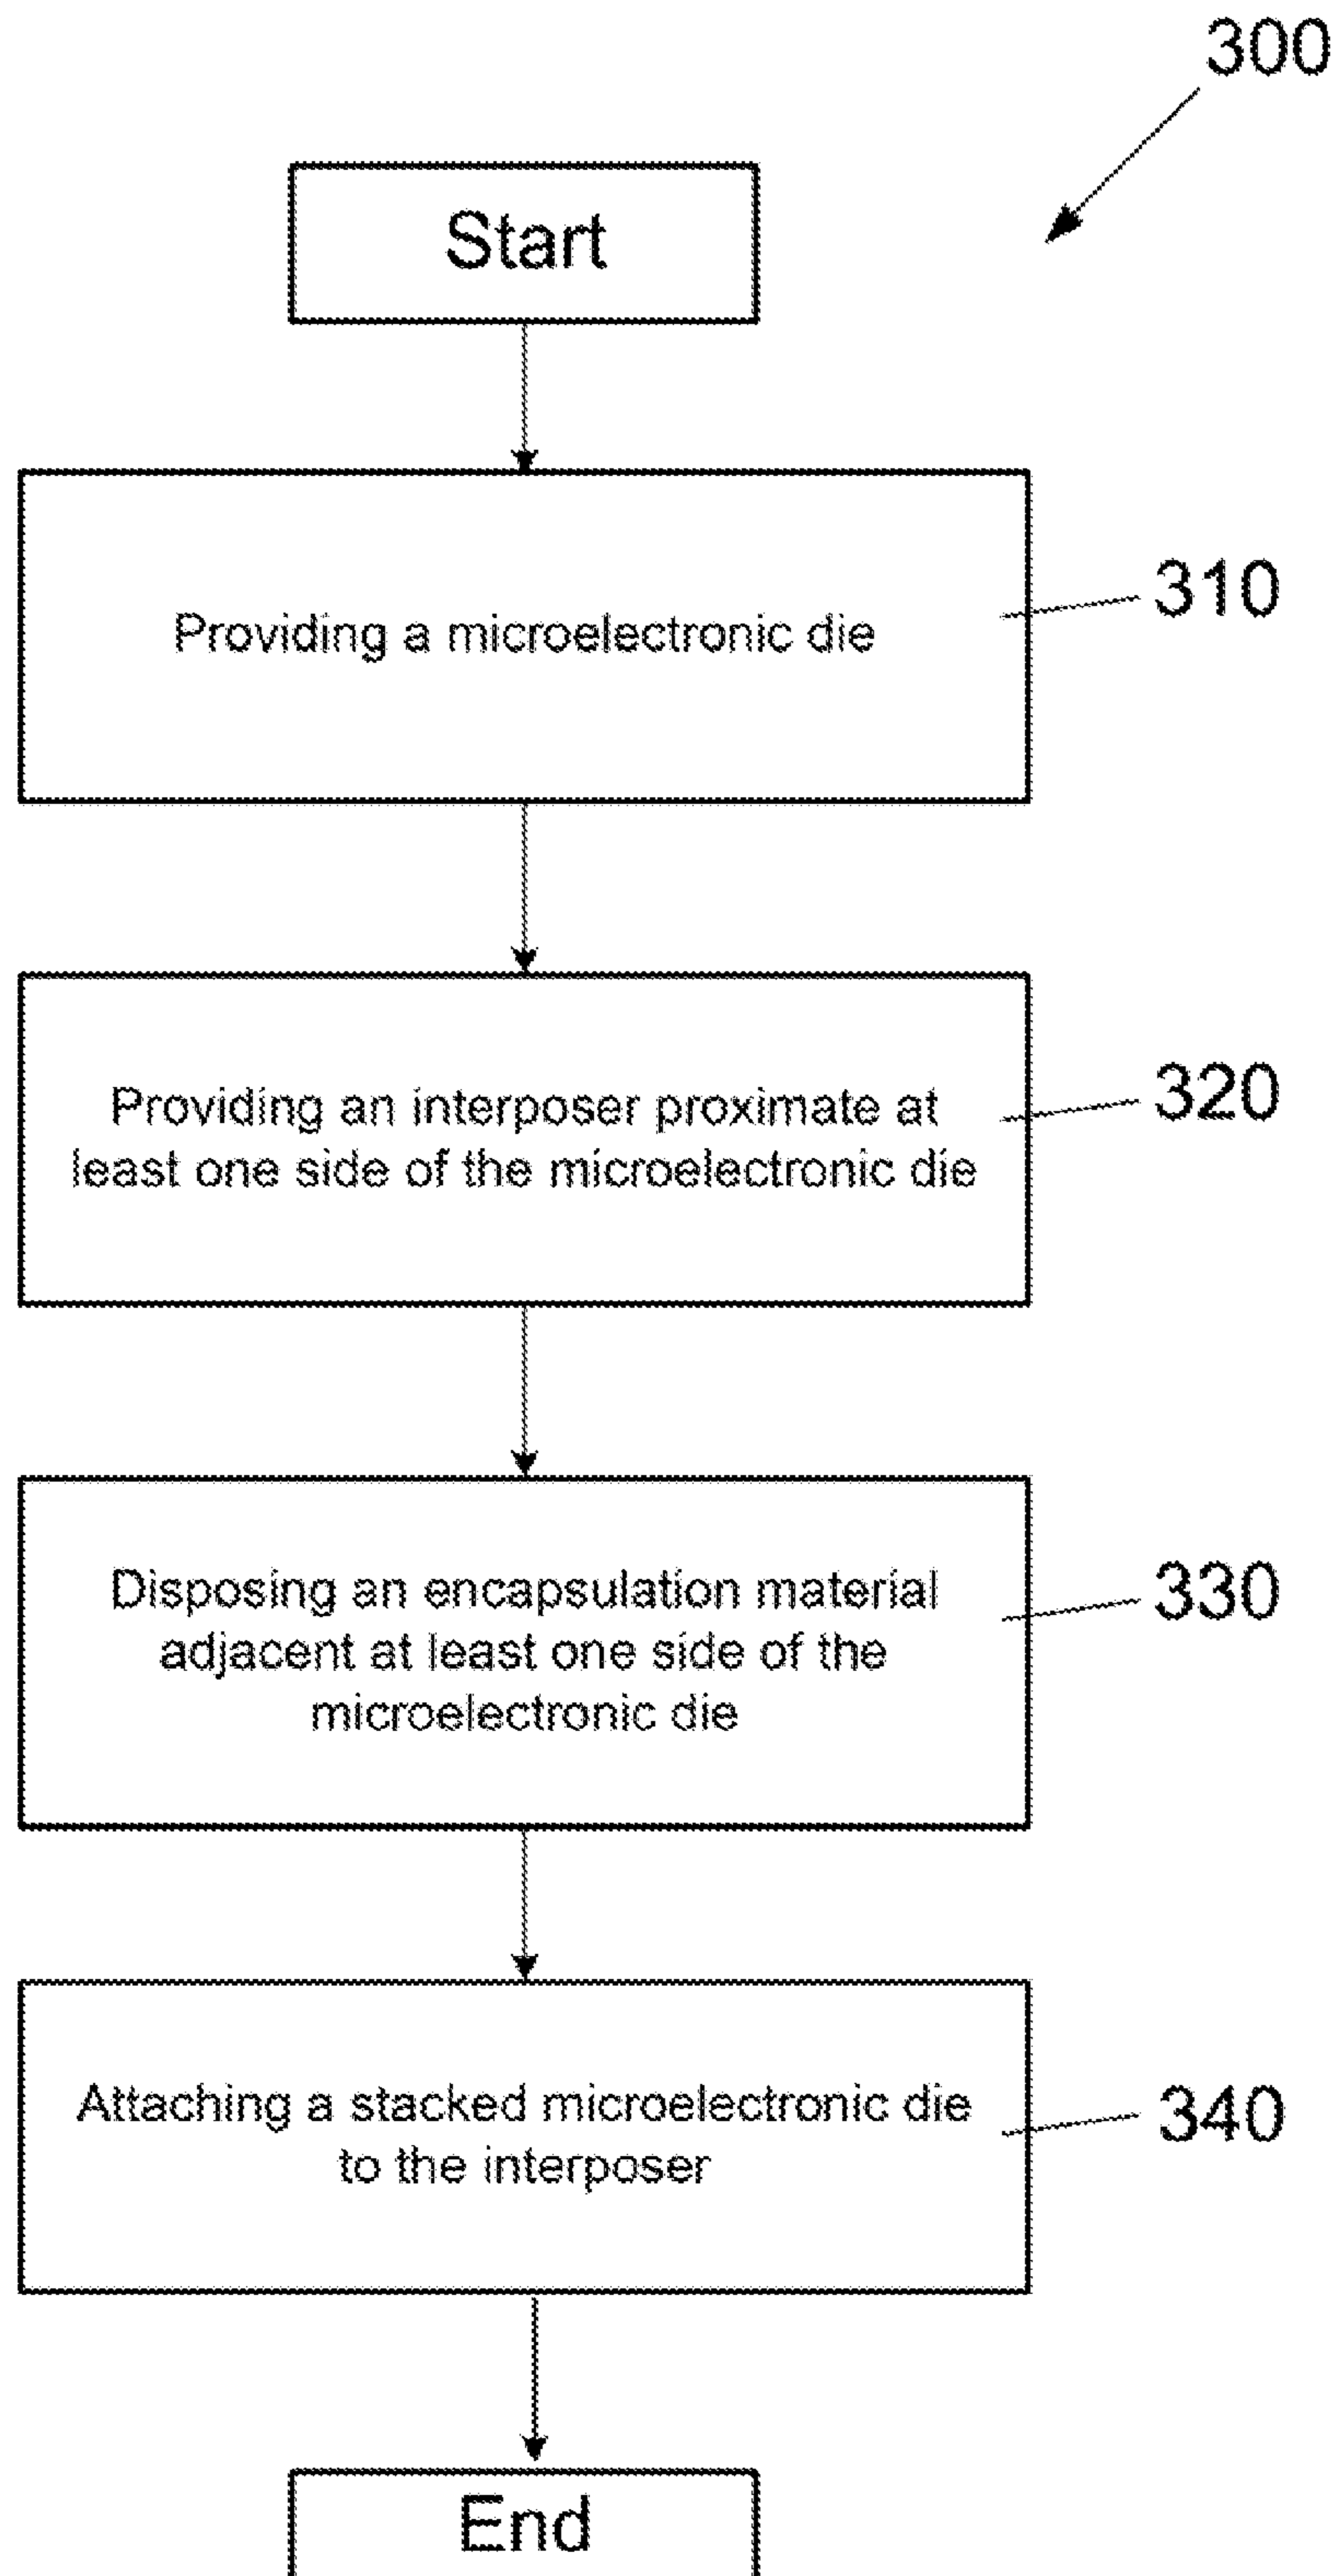 300
Start
Providing a microelectronic die
310
Providing an interposer proximate at
least one side of the microelectronic die
320
Disposing an encapsulation material
adjacent at least one side of the
microelectronic die
330
Attaching a stacked microelectronic die
to the interposer
340
End